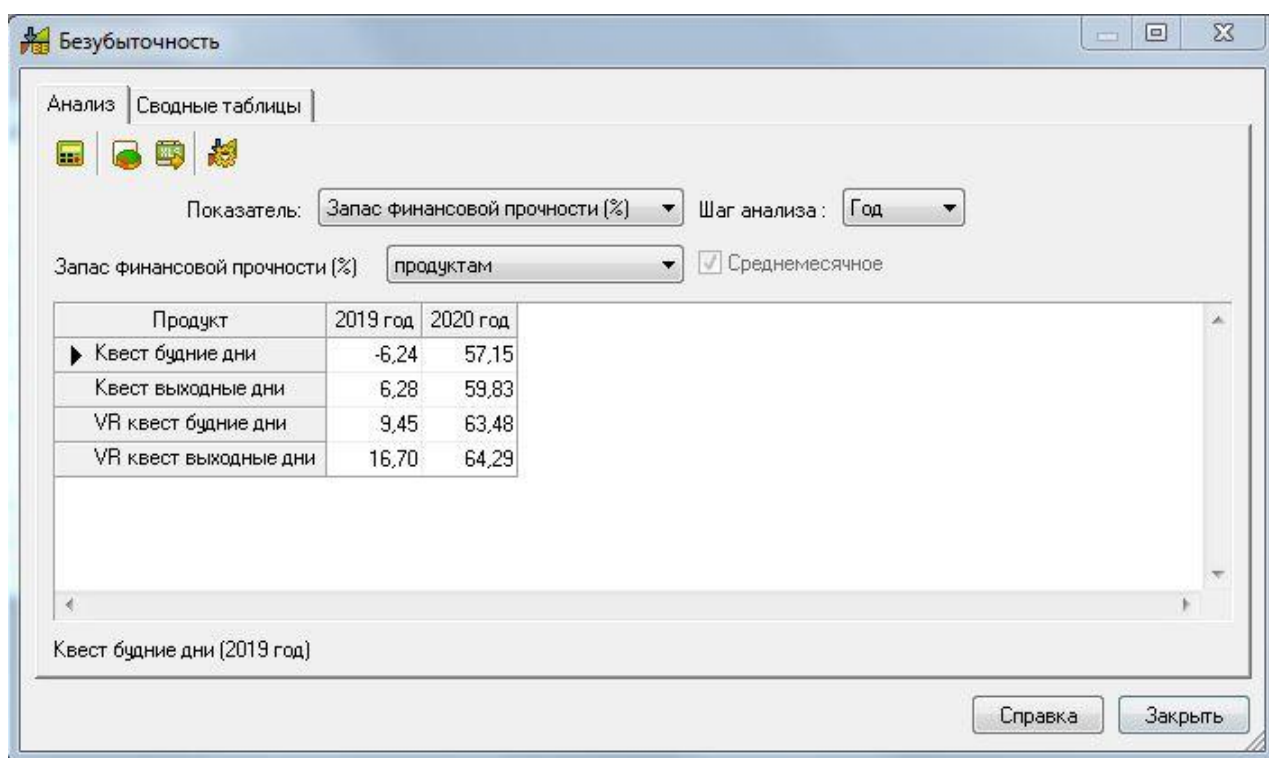 Безубыточность
Анализ Сводные таблицы
Показатель: Запас финансовой прочности (%) Шаг анализа : Год
Запас финансовой прочности (%) продуктам Среднемесячное
Продукт 2019 год 2020 год
Квест будние дни -6,24 57,15
Квест выходные дни 6,28 59,83
VR квест будние дни 9,45 63,48
VR квест выходные дни 16,70 64,29
Квест будние дни (2019 год)
Справка Закрыть